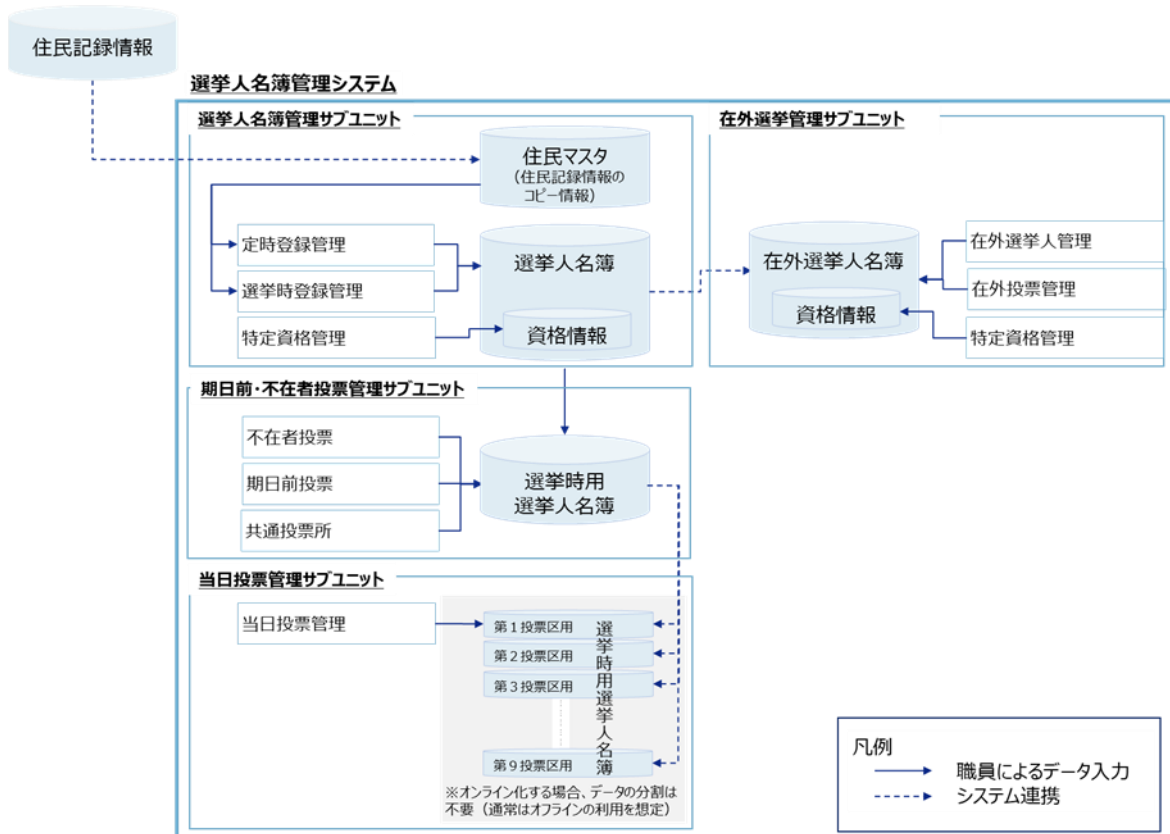 住民記録情報
選挙人名簿管理システム
選挙人名簿管理サブユニット
住民マスタ
（住民記録情報の
コピー情報）
定時登録管理
選挙時登録管理
特定資格管理
選挙人名簿
資格情報
在外選挙管理サブユニット
在外選挙人名簿
資格情報
在外選挙人管理
在外投票管理
特定資格管理
期日前・不在者投票管理サブユニット
不在者投票
期日前投票
共通投票所
選挙時用
選挙人名簿
当日投票管理サブユニット
当日投票管理
第１投票区用
第２投票区用
第３投票区用
第９投票区用
選挙時用選挙人名簿
※オンライン化する場合、データの分割は
不要（通常はオフラインの利用を想定）
凡例
職員によるデータ入力
システム連携